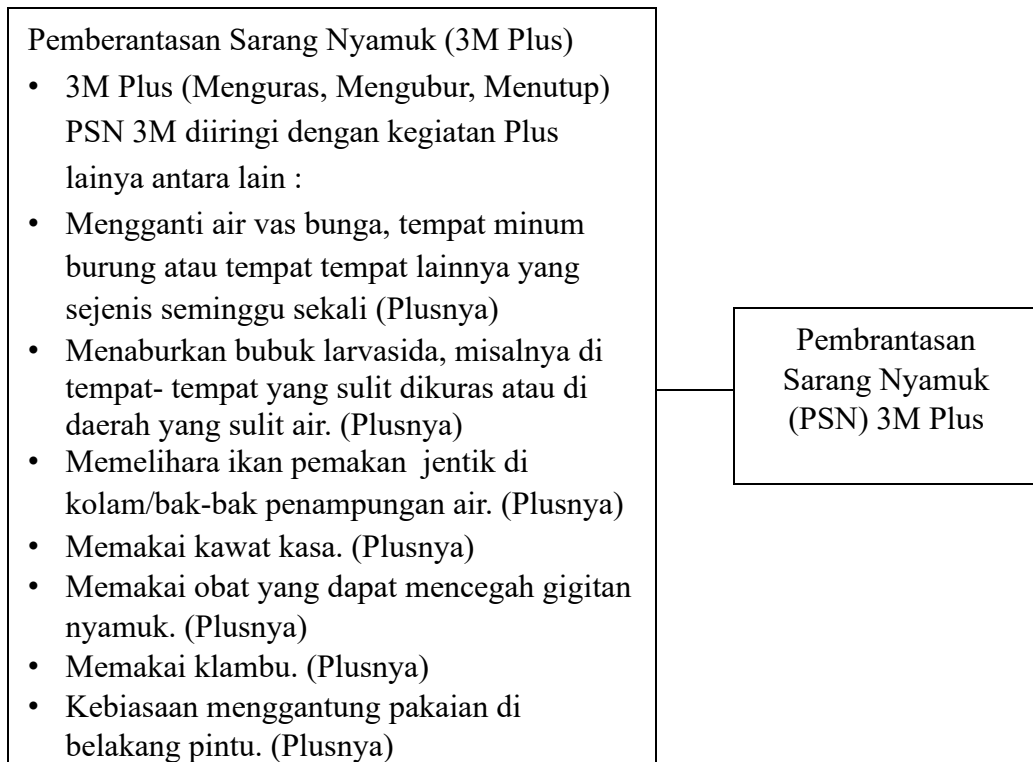 Pemberantasan Sarang Nyamuk (3M Plus)
• 3M Plus (Menguras, Mengubur, Menutup)
PSN 3M diiringi dengan kegiatan Plus
lainya antara lain :
• Mengganti air vas bunga, tempat minum
burung atau tempat tempat lainnya yang
sejenis seminggu sekali (Plusnya)
• Menaburkan bubuk larvasida, misalnya di
tempat- tempat yang sulit dikuras atau di
daerah yang sulit air. (Plusnya)
• Memelihara ikan pemakan jentik di
kolam/bak-bak penampungan air. (Plusnya)
• Memakai kawat kasa. (Plusnya)
• Memakai obat yang dapat mencegah gigitan
nyamuk. (Plusnya)
• Memakai klambu. (Plusnya)
• Kebiasaan menggantung pakaian di
belakang pintu. (Plusnya)
Pembrantasan
Sarang Nyamuk
(PSN) 3M Plus